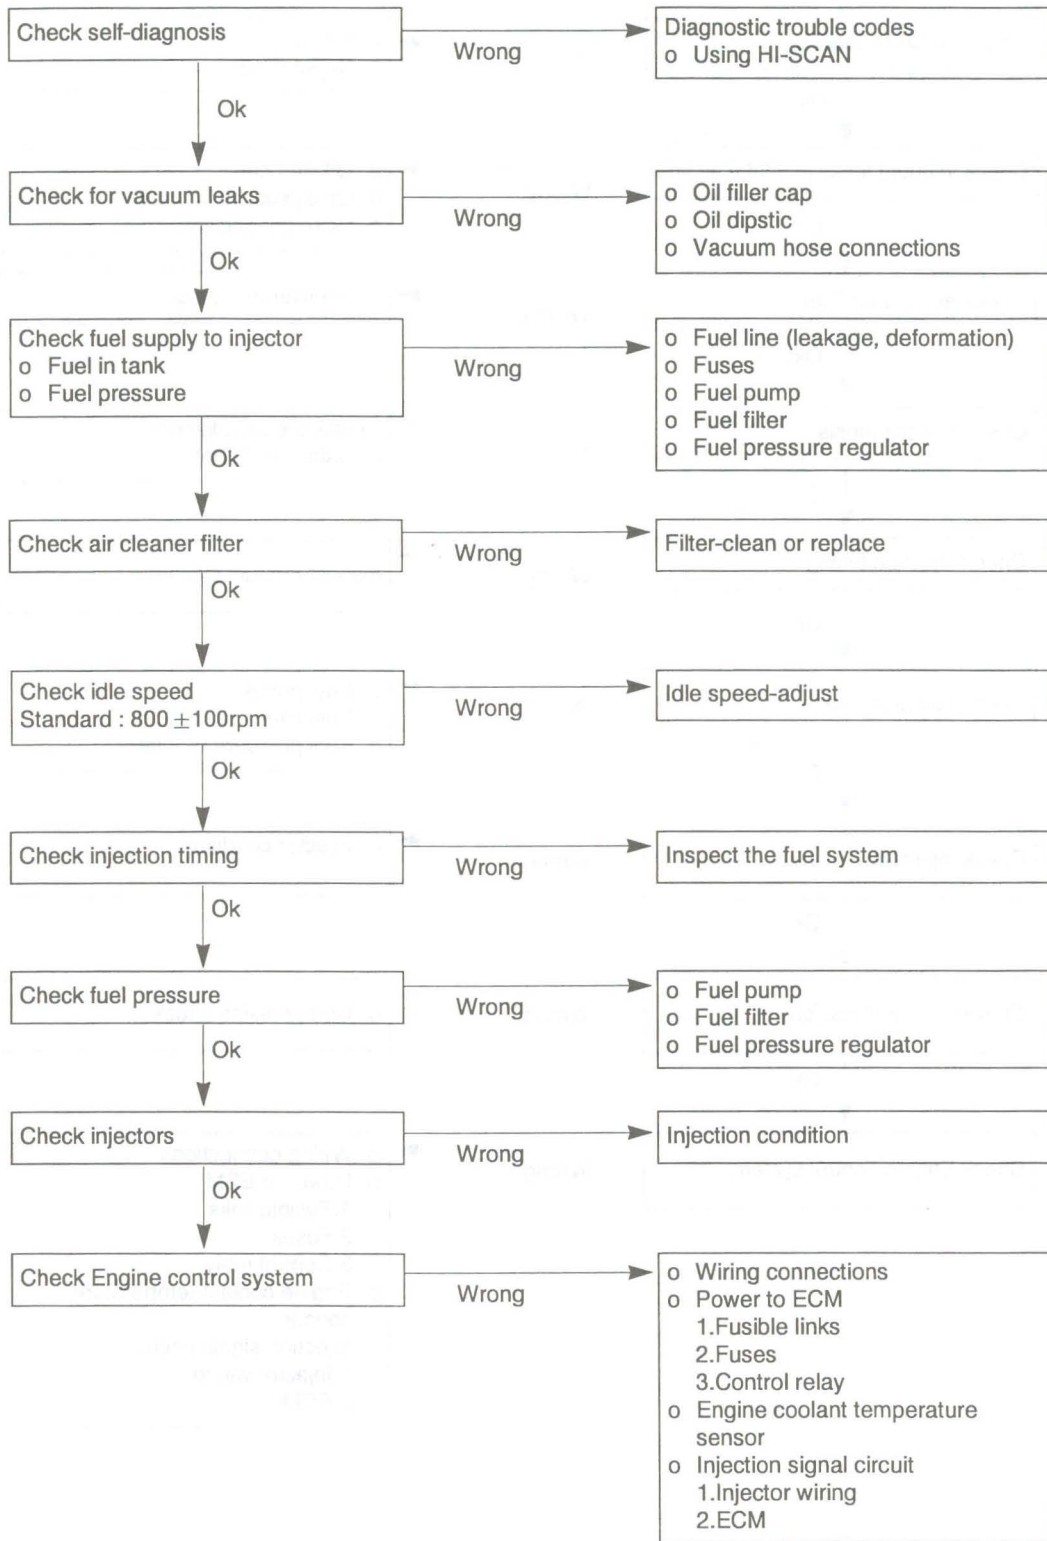 Check self-diagnosis
Wrong
Diagnostic trouble codes
o Using HI-SCAN
Ok
Check for vacuum leaks
Wrong
o Oil filler cap
o Oil dipstic
o Vacuum hose connections
Ok
Check fuel supply to injector
o Fuel in tank
o Fuel pressure
Wrong
o Fuel line (leakage, deformation)
o Fuses
o Fuel pump
o Fuel filter
o Fuel pressure regulator
Ok
Check air cleaner filter
Wrong
Filter-clean or replace
Ok
Check idle speed
Standard : 800 ±100rpm
Wrong
Idle speed-adjust
Ok
Check injection timing
Wrong
Inspect the fuel system
Ok
Check fuel pressure
Wrong
o Fuel pump
o Fuel filter
o Fuel pressure regulator
Ok
Check injectors
Wrong
Injection condition
Ok
Check Engine control system
Wrong
o Wiring connections
o Power to ECM
1.Fusible links
2.Fuses
3.Control relay
o Engine coolant temperature
sensor
o Injection signal circuit
1.Injector wiring
2.ECM